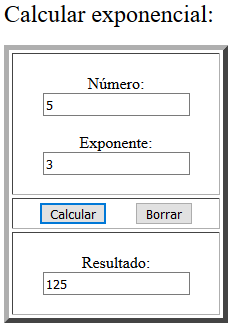 Calcular exponencial:
Número:
5
Exponente:
3
Calcular Borrar
Resultado:
125